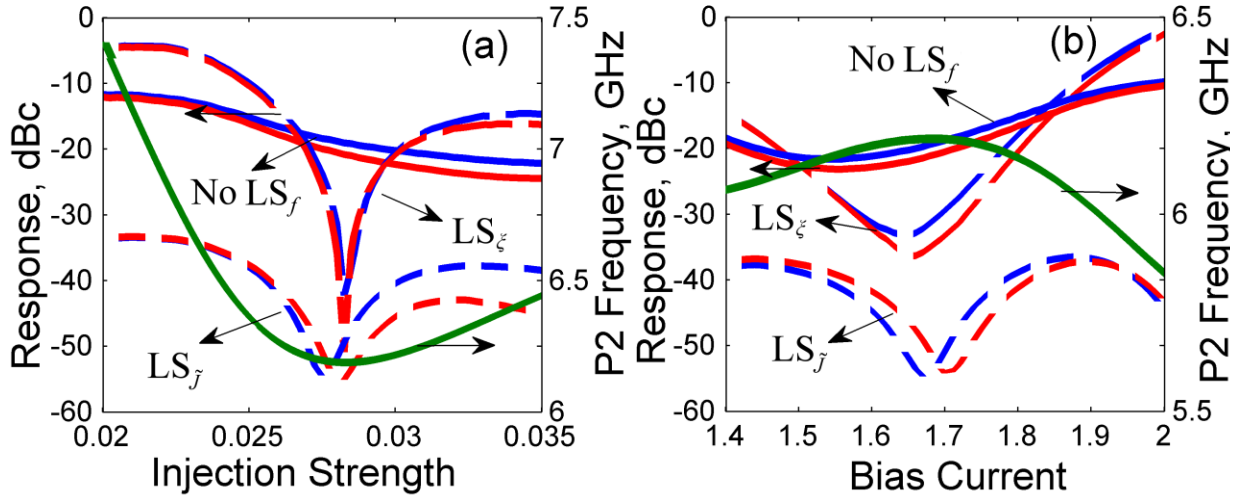 0
-10
-20
-30
-40
-50
-60
Response, dBc
(a)
No LS_f
LS_ξ
LS_J̃
7.5
7
6.5
6
P2 Frequency, GHz
0.02 0.025 0.03 0.035
Injection Strength
0
-10
-20
-30
-40
-50
-60
Response, dBc
(b)
No LS_f
LS_ξ
LS_J̃
6.5
6
5.5
P2 Frequency, GHz
1.4 1.5 1.6 1.7 1.8 1.9 2
Bias Current